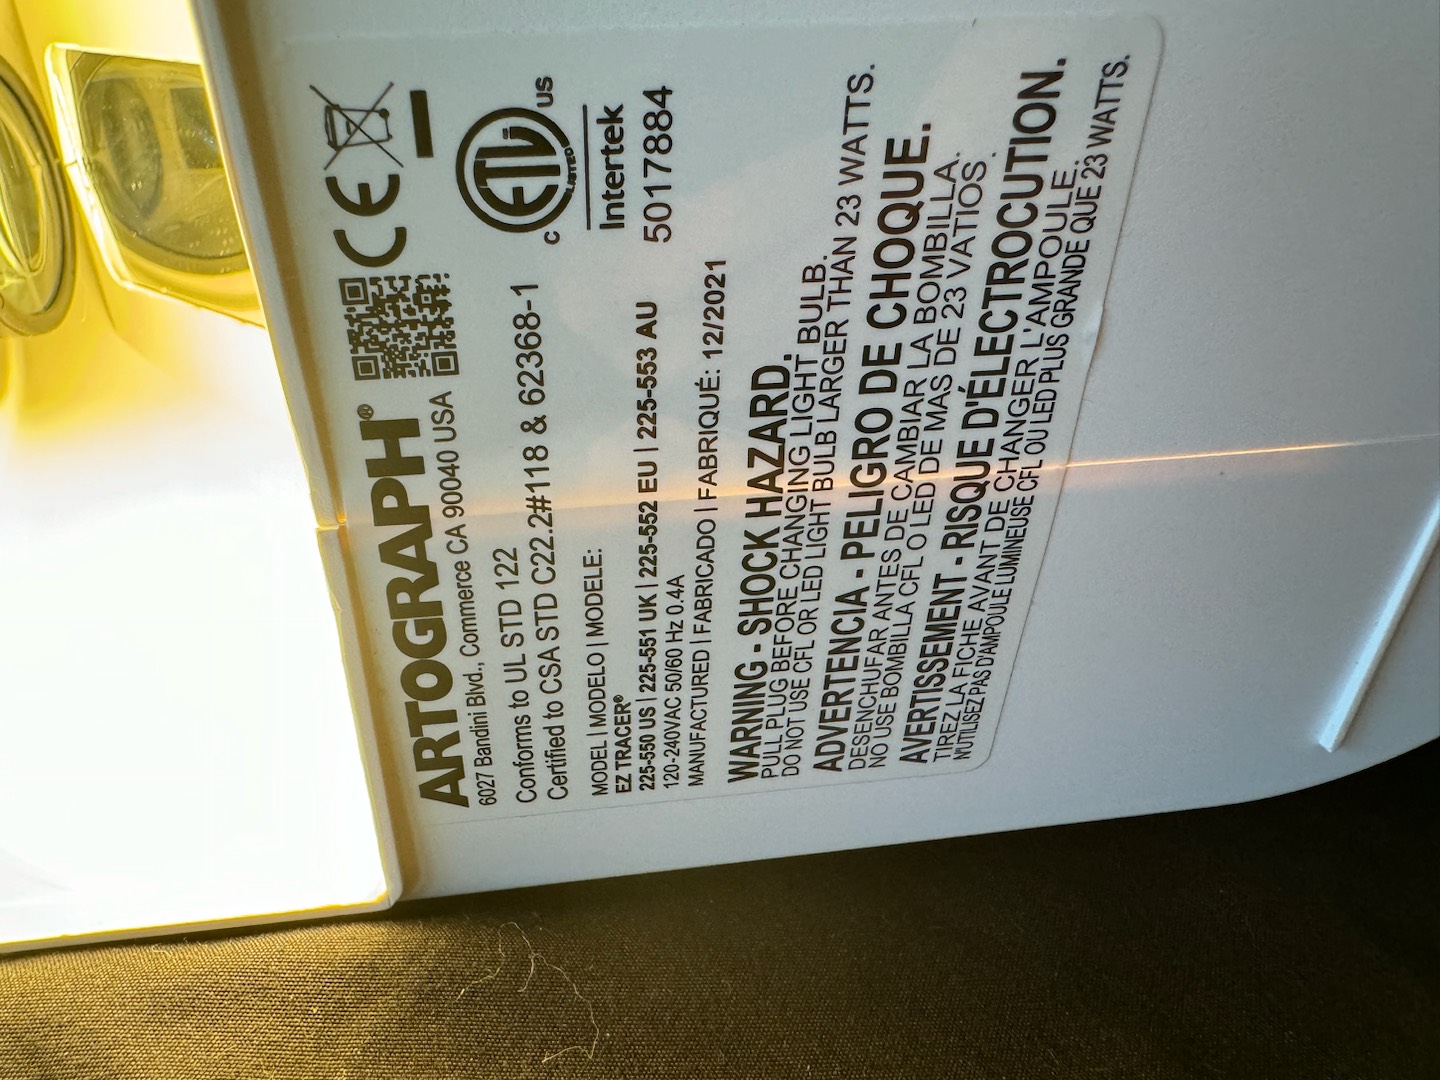 ARTOGRAPH®
6027 Bandini Blvd., Commerce CA 90040 USA
CE
Conforms to UL STD 122
Certified to CSA STD C22.2#118 & 62368-1
c ETL US
LISTED
Intertek
5017884
MODEL | MODELO | MODELE:
EZ TRACER®
225-550 US | 225-551 UK | 225-552 EU | 225-553 AU
120-240VAC 50/60 Hz 0.4A
MANUFACTURED | FABRICADO | FABRIQUÉ: 12/2021
WARNING - SHOCK HAZARD.
PULL PLUG BEFORE CHANGING LIGHT BULB.
DO NOT USE CFL OR LED LIGHT BULB LARGER THAN 23 WATTS.
ADVERTENCIA - PELIGRO DE CHOQUE.
DESENCHUFAR ANTES DE CAMBIAR LA BOMBILLA.
NO USE BOMBILLA CFL O LED DE MAS DE 23 VATIOS.
AVERTISSEMENT - RISQUE D'ÉLECTROCUTION.
TIREZ LA FICHE AVANT DE CHANGER L'AMPOULE.
N'UTILISEZ PAS D'AMPOULE LUMINEUSE CFL OU LED PLUS GRANDE QUE 23 WATTS.